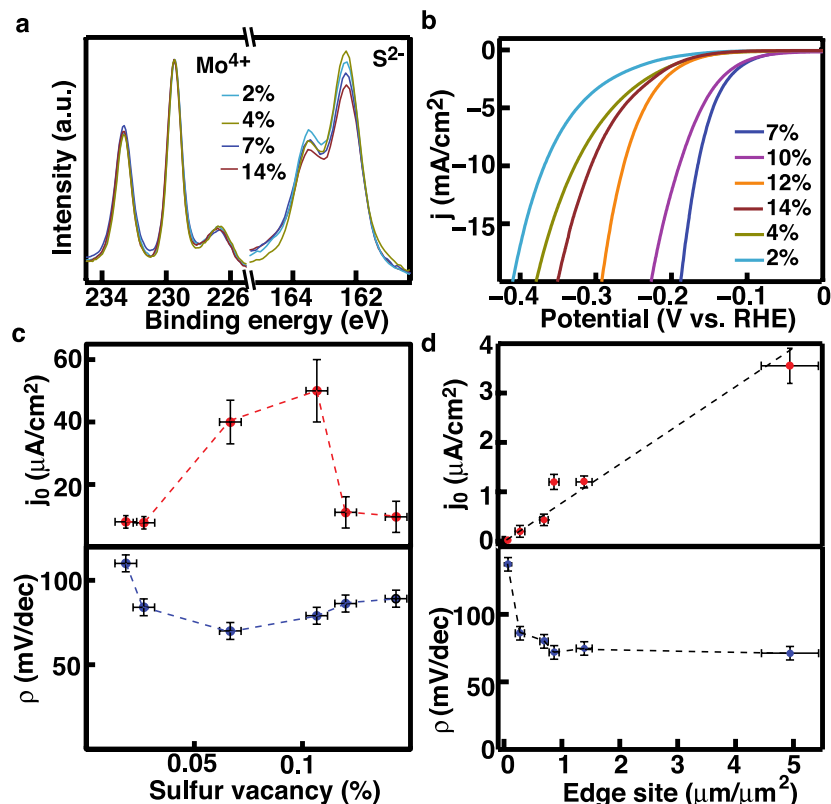 a
Intensity (a.u.)
Mo4+
S2-
2%
4%
7%
14%
234
230
226
164
162
Binding energy (eV)
b
j (mA/cm2)
0
−5
−10
−15
7%
10%
12%
14%
4%
2%
−0.4
−0.3
−0.2
−0.1
0
Potential (V vs. RHE)
c
j0 (μA/cm2)
60
40
20
ρ (mV/dec)
100
50
0.05
0.1
Sulfur vacancy (%)
d
j0 (μA/cm2)
4
3
2
1
0
ρ (mV/dec)
100
50
0
0
1
2
3
4
5
Edge site (μm/μm2)